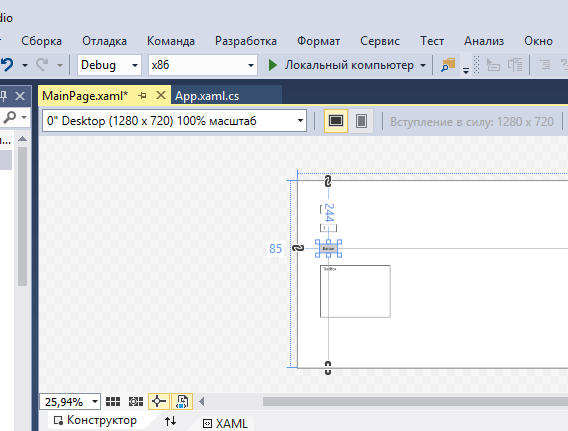 dio
Сборка Отладка Команда Разработка Формат Сервис Тест Анализ Окно
Debug x86 Локальный компьютер
MainPage.xaml* App.xaml.cs
0" Desktop (1280 x 720) 100% масштаб Вступление в силу: 1280 x 720
244
85
Button
TextBox
25,94%
Конструктор XAML